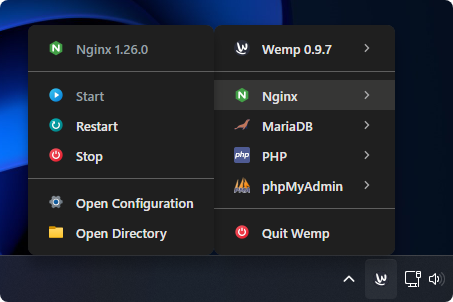 Nginx 1.26.0
Start
Restart
Stop
Open Configuration
Open Directory
Wemp 0.9.7
Nginx
MariaDB
php PHP
phpMyAdmin
Quit Wemp